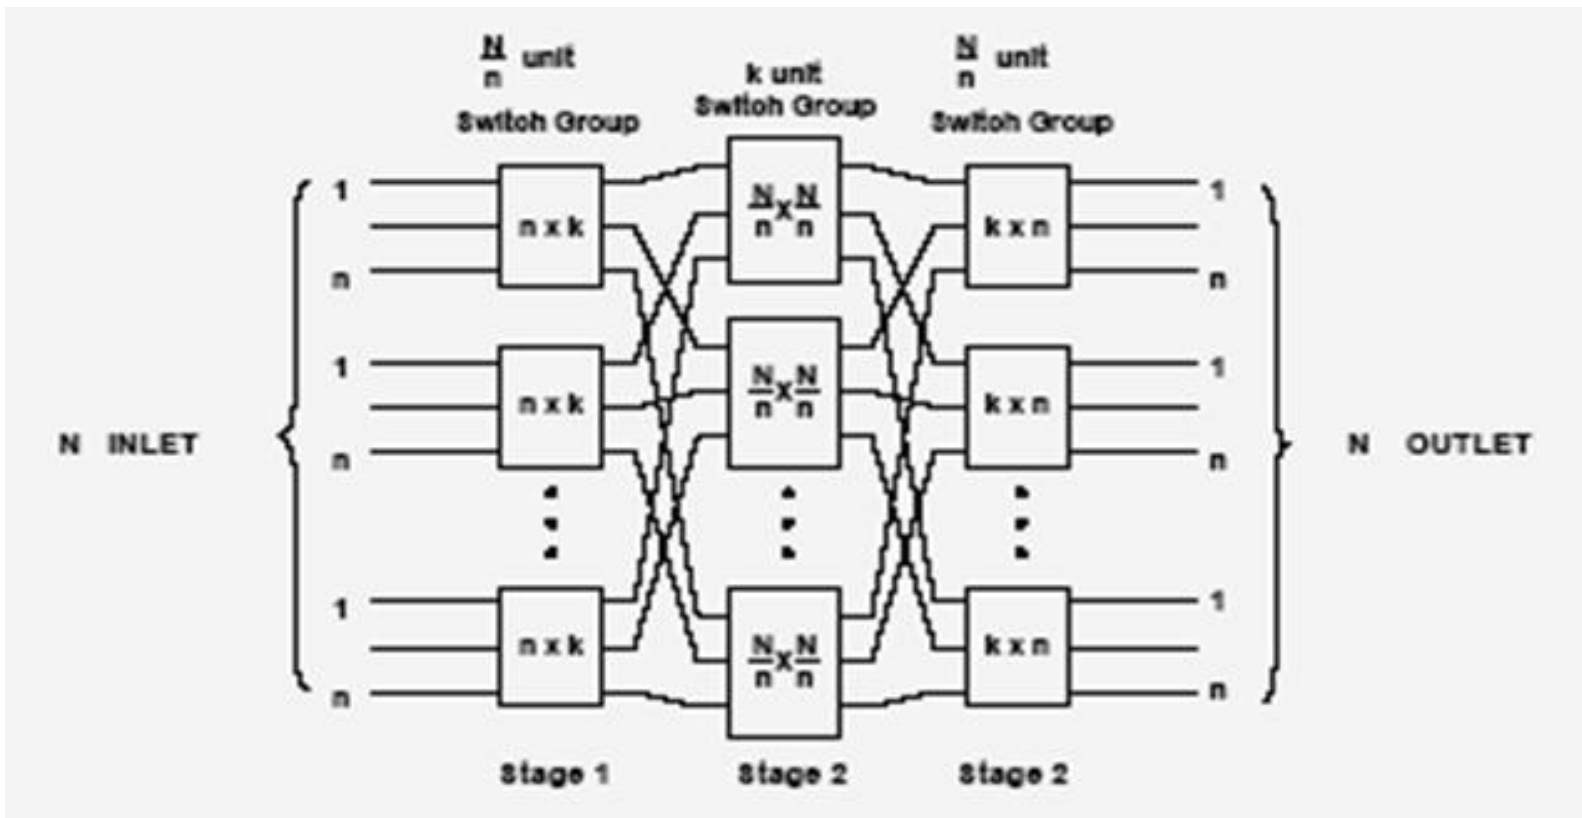 N/n unit
Switch Group
k unit
Switch Group
N/n unit
Switch Group
N INLET
1
n
1
n
1
n
n x k
n x k
n x k
N/n x N/n
N/n x N/n
N/n x N/n
k x n
k x n
k x n
1
n
1
n
1
n
N OUTLET
Stage 1
Stage 2
Stage 2